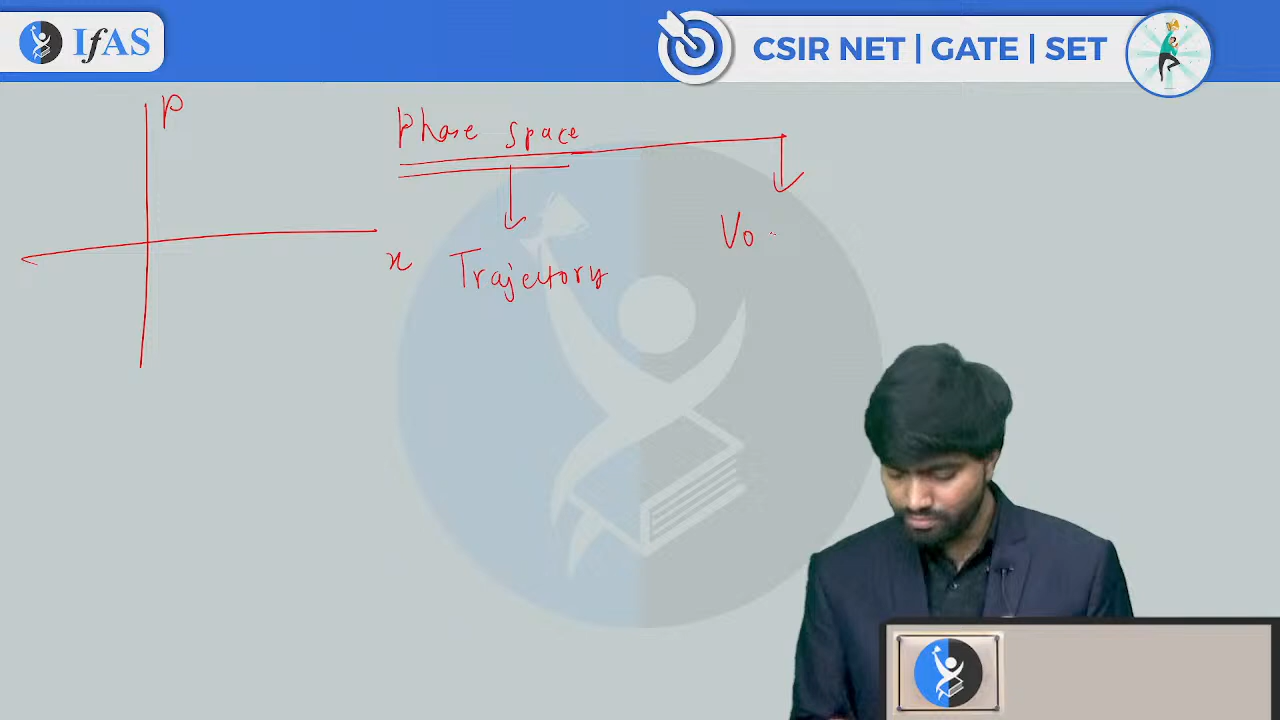 IfAS
CSIR NET | GATE | SET
P
Phase space
x
Trajectory
Vo